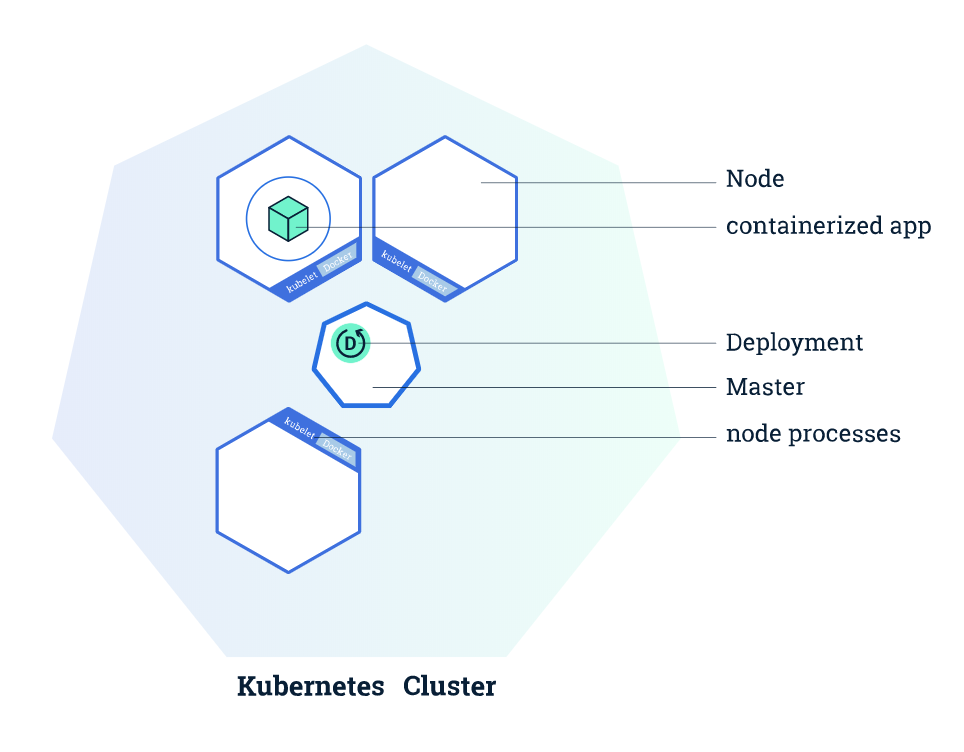 Node
containerized app
kubelet Docker
kubelet Docker
D
Deployment
Master
kubelet Docker
node processes
Kubernetes Cluster